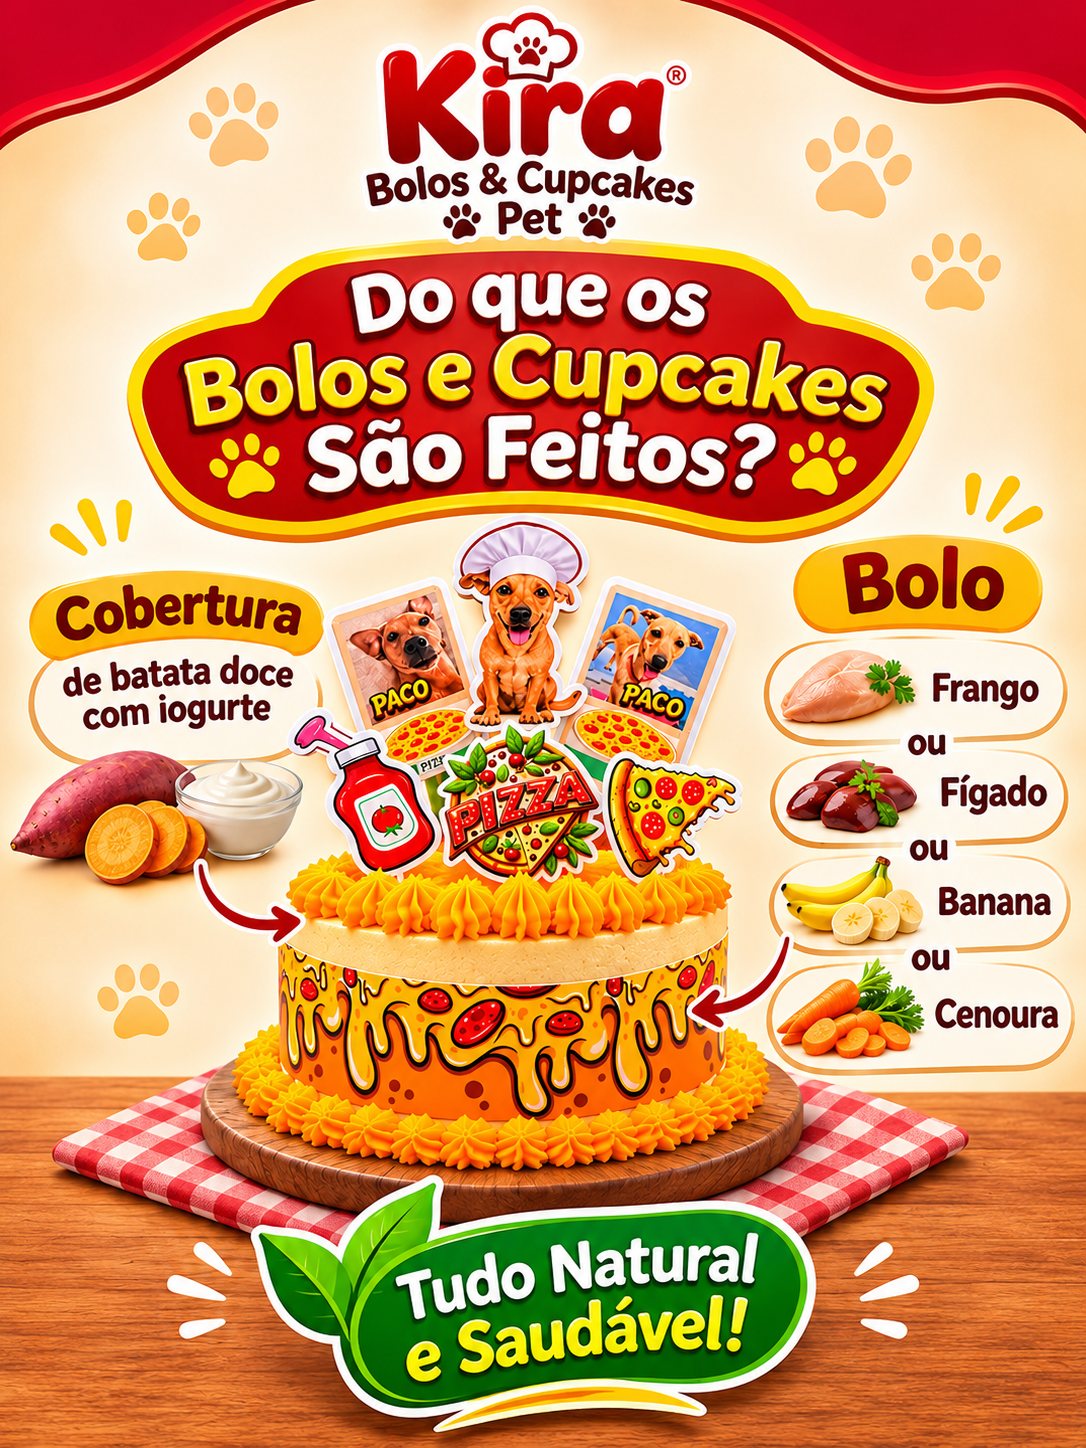 Kira®
Bolos & Cupcakes
Pet
Do que os
Bolos e Cupcakes
São Feitos?
Cobertura
de batata doce
com iogurte
Bolo
Frango
ou
Fígado
ou
Banana
ou
Cenoura
PACO
PACO
PIZZA
Tudo Natural
e Saudável!